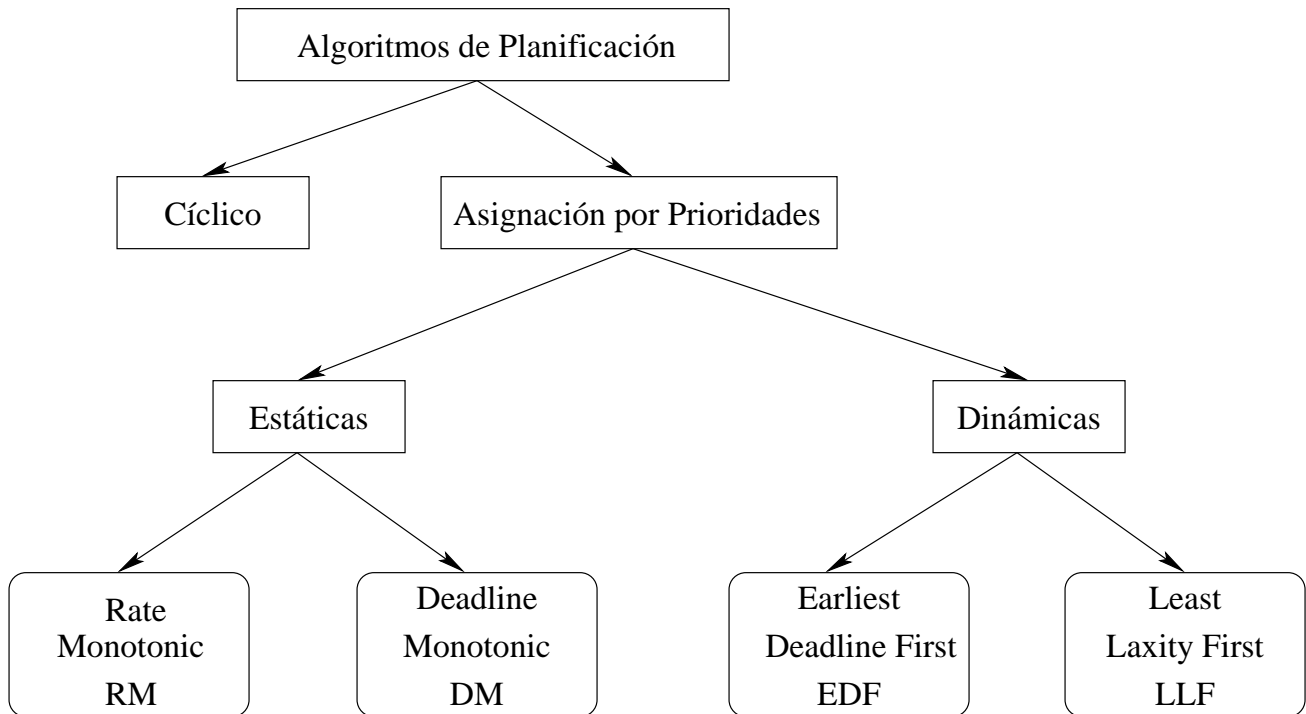 Algoritmos de Planificación
Cíclico
Asignación por Prioridades
Estáticas
Dinámicas
Rate
Monotonic
RM
Deadline
Monotonic
DM
Earliest
Deadline First
EDF
Least
Laxity First
LLF